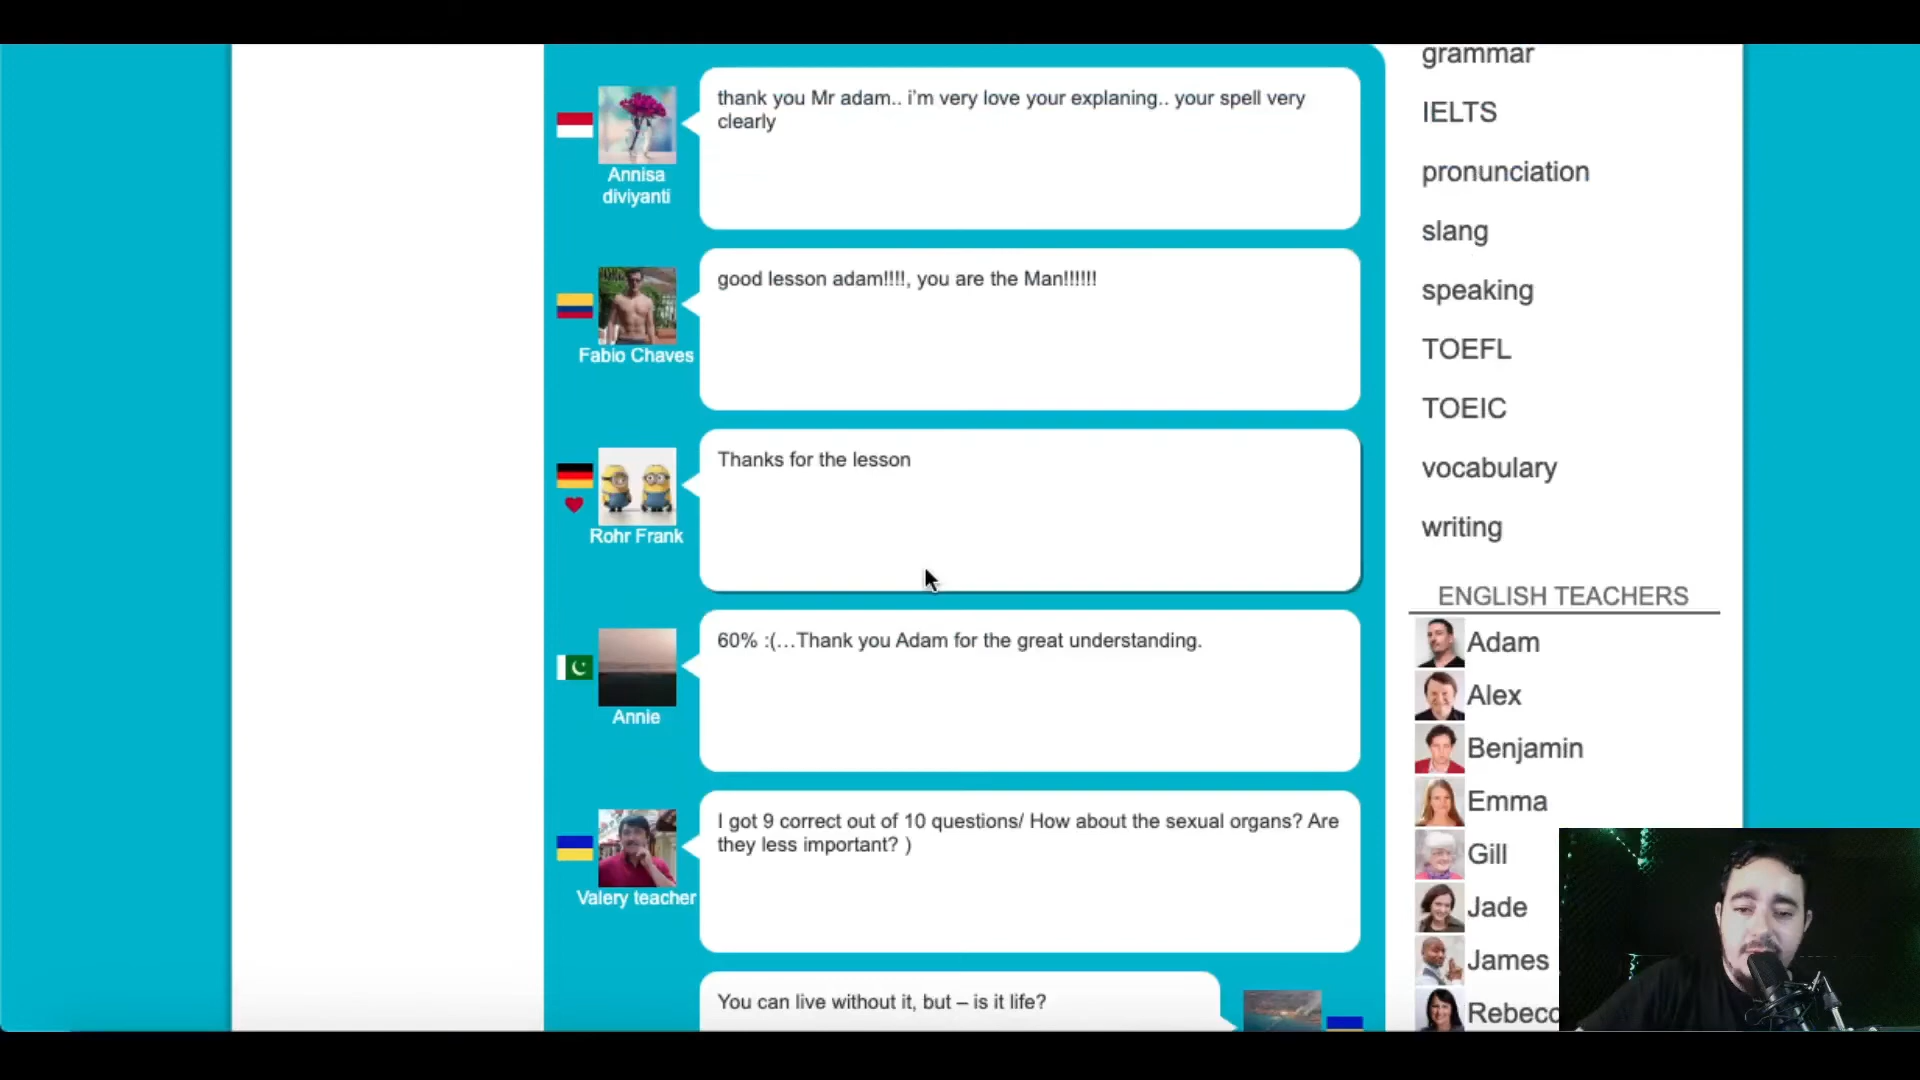 thank you Mr adam.. i'm very love your explaning.. your spell very
clearly
Annisa
diviyanti
good lesson adam!!!!, you are the Man!!!!!!
Fabio Chaves
Thanks for the lesson
Rohr Frank
60% :(…Thank you Adam for the great understanding.
Annie
I got 9 correct out of 10 questions/ How about the sexual organs? Are
they less important? )
Valery teacher
You can live without it, but – is it life?
grammar
IELTS
pronunciation
slang
speaking
TOEFL
TOEIC
vocabulary
writing
ENGLISH TEACHERS
Adam
Alex
Benjamin
Emma
Gill
Jade
James